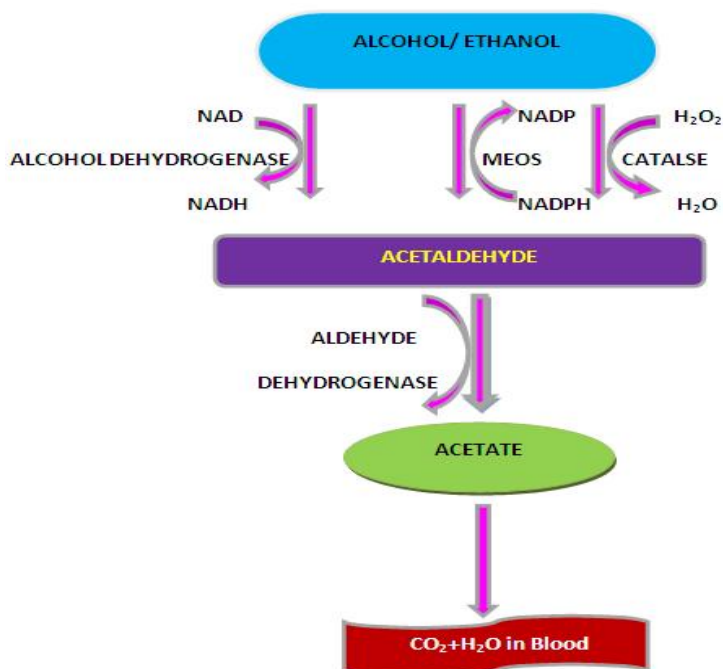 ALCOHOL/ ETHANOL
NAD
NADP
H₂O₂
ALCOHOL DEHYDROGENASE
MEOS
CATALSE
NADH
NADPH
H₂O
ACETALDEHYDE
ALDEHYDE
DEHYDROGENASE
ACETATE
CO₂+H₂O in Blood